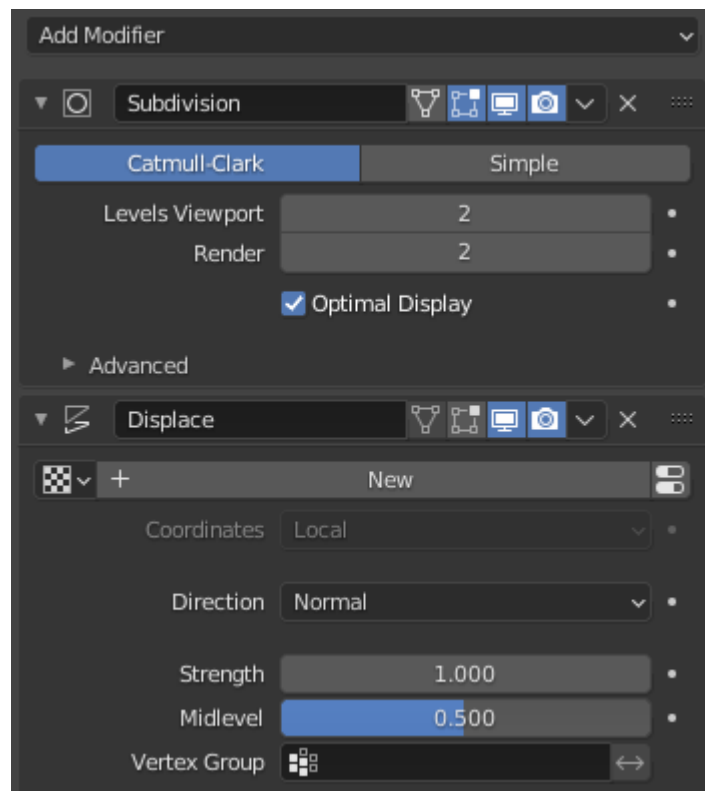 Add Modifier
Subdivision
Catmull-Clark Simple
Levels Viewport 2
Render 2
Optimal Display
Advanced
Displace
New
Coordinates Local
Direction Normal
Strength 1.000
Midlevel 0.500
Vertex Group